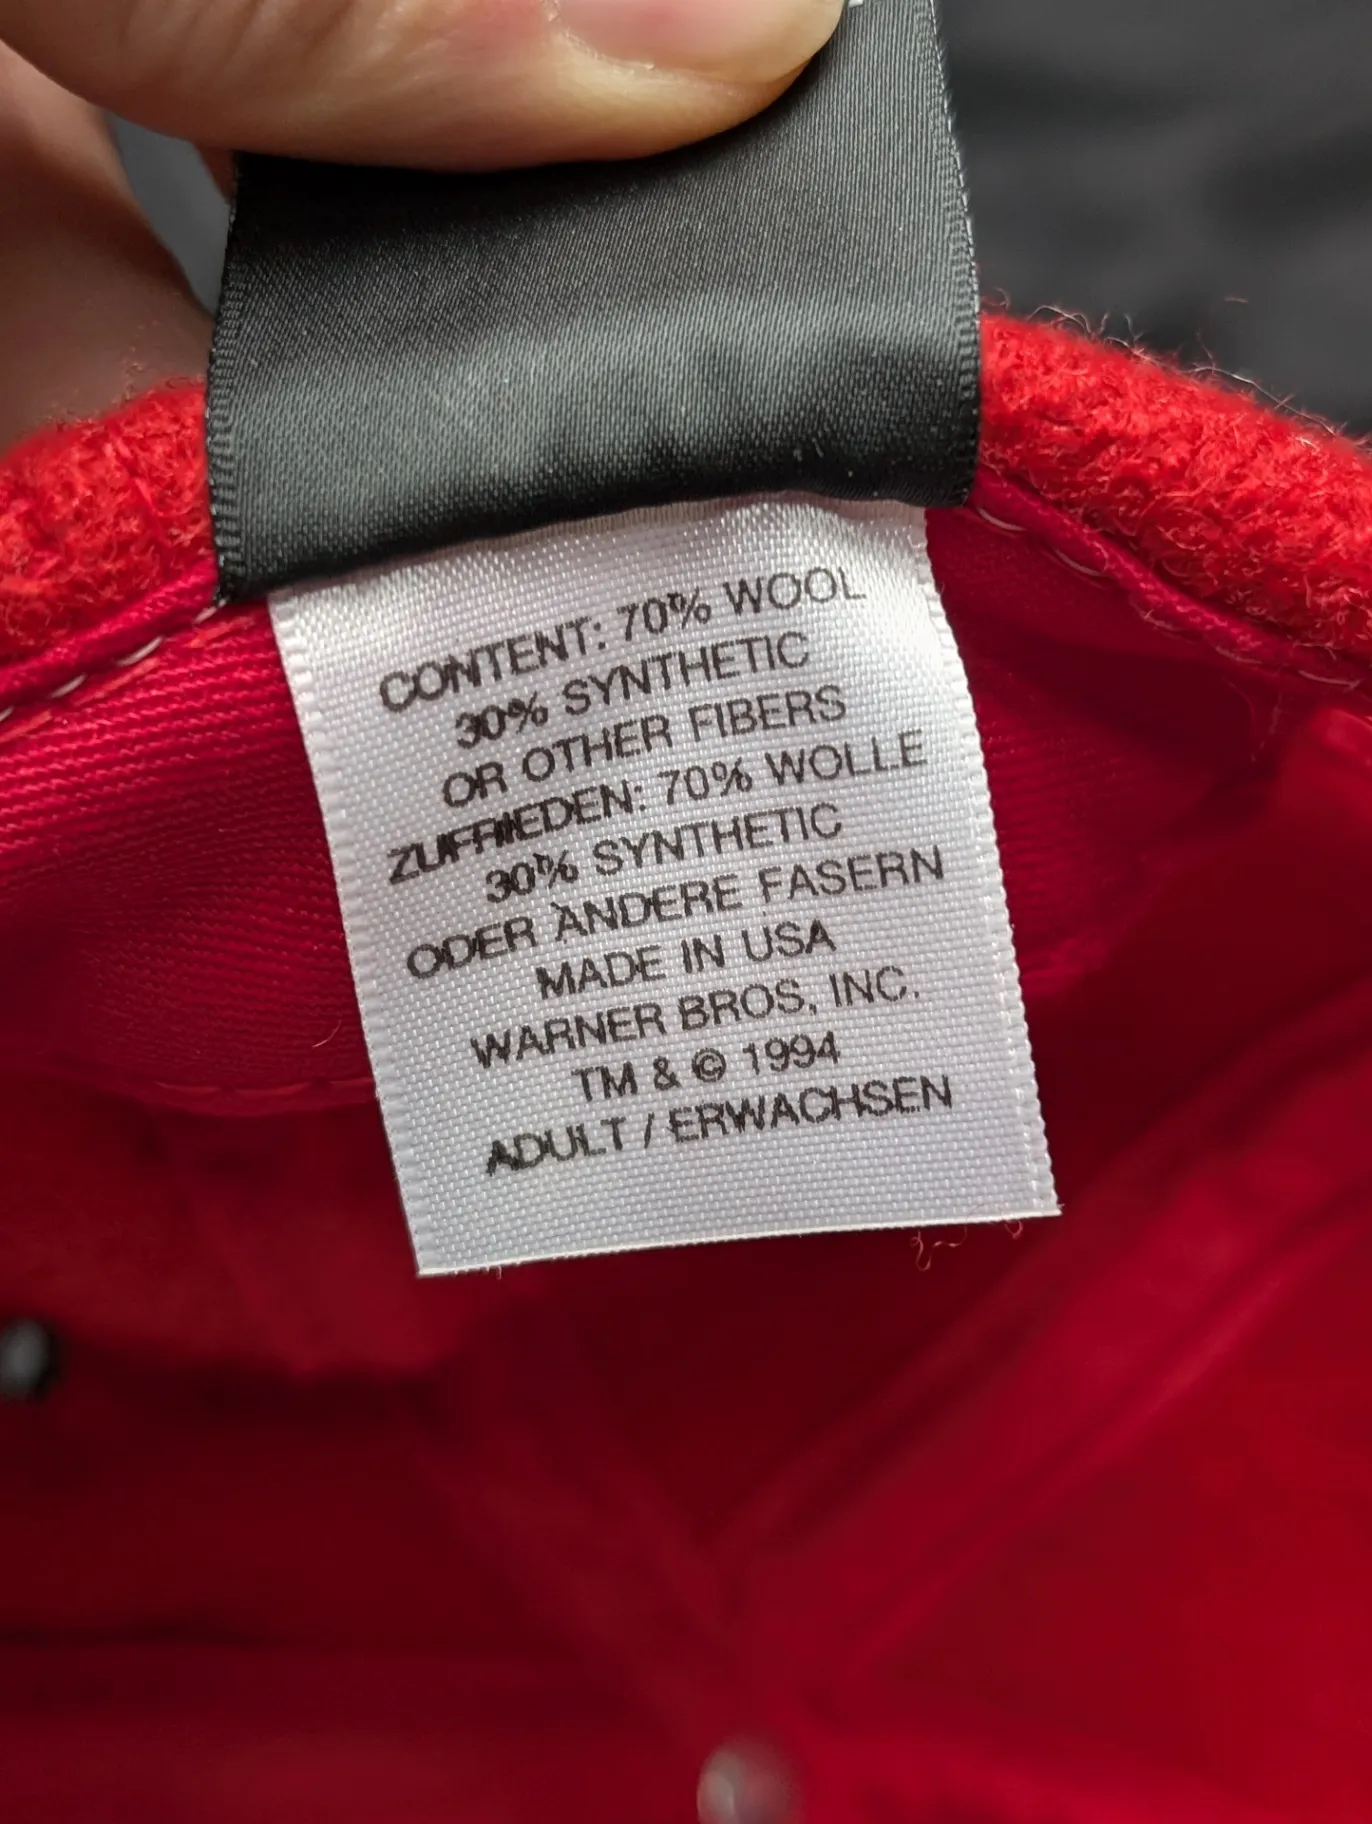 CONTENT: 70% WOOL
30% SYNTHETIC
OR OTHER FIBERS
ZUFRIEDEN: 70% WOLLE
30% SYNTHETIC
ODER ANDERE FASERN
MADE IN USA
WARNER BROS, INC.
TM & © 1994
ADULT / ERWACHSEN